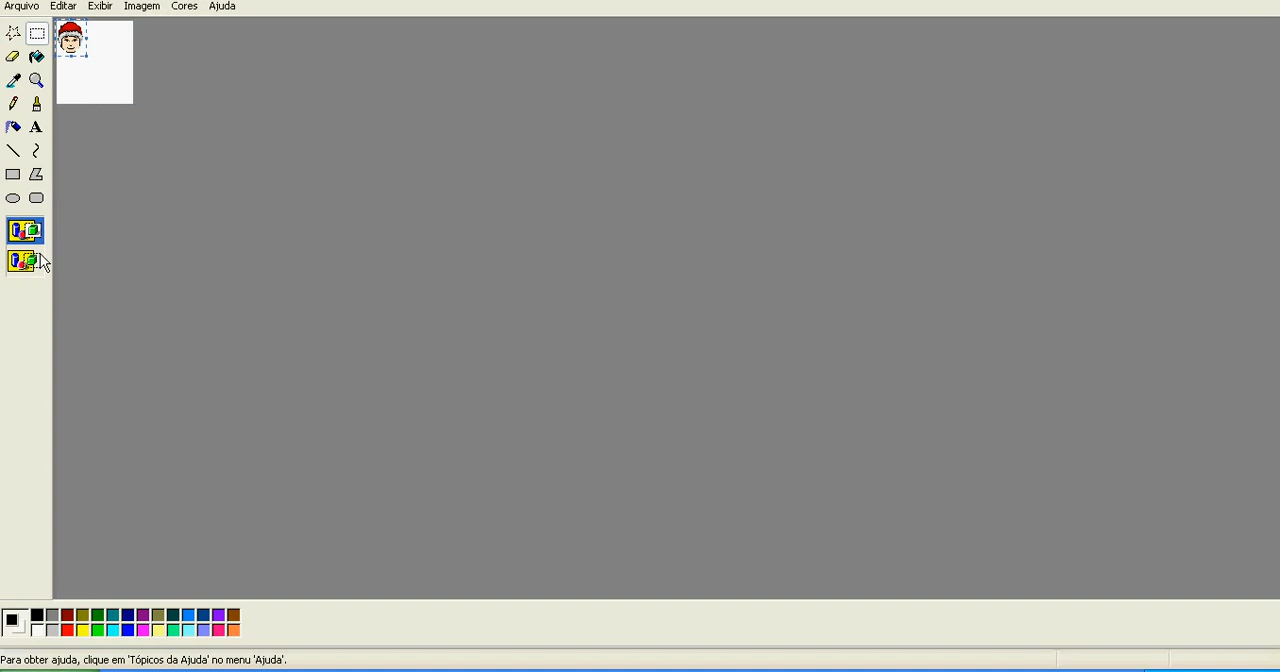 Arquivo Editar Exibir Imagem Cores Ajuda
A
Para obter ajuda, clique em 'Tópicos da Ajuda' no menu 'Ajuda'.